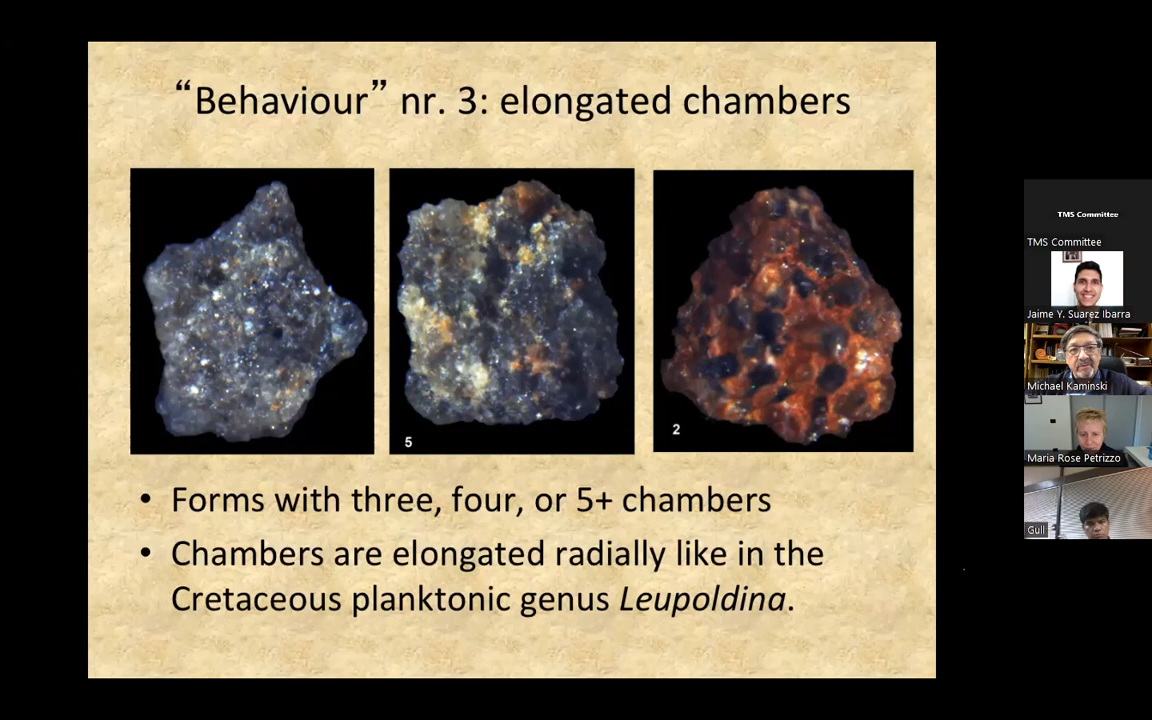 “Behaviour” nr. 3: elongated chambers
5
2
• Forms with three, four, or 5+ chambers
• Chambers are elongated radially like in the
Cretaceous planktonic genus Leupoldina.
TMS Committee
TMS Committee
Jaime Y. Suarez Ibarra
Michael Kaminski
Maria Rose Petrizzo
Gull